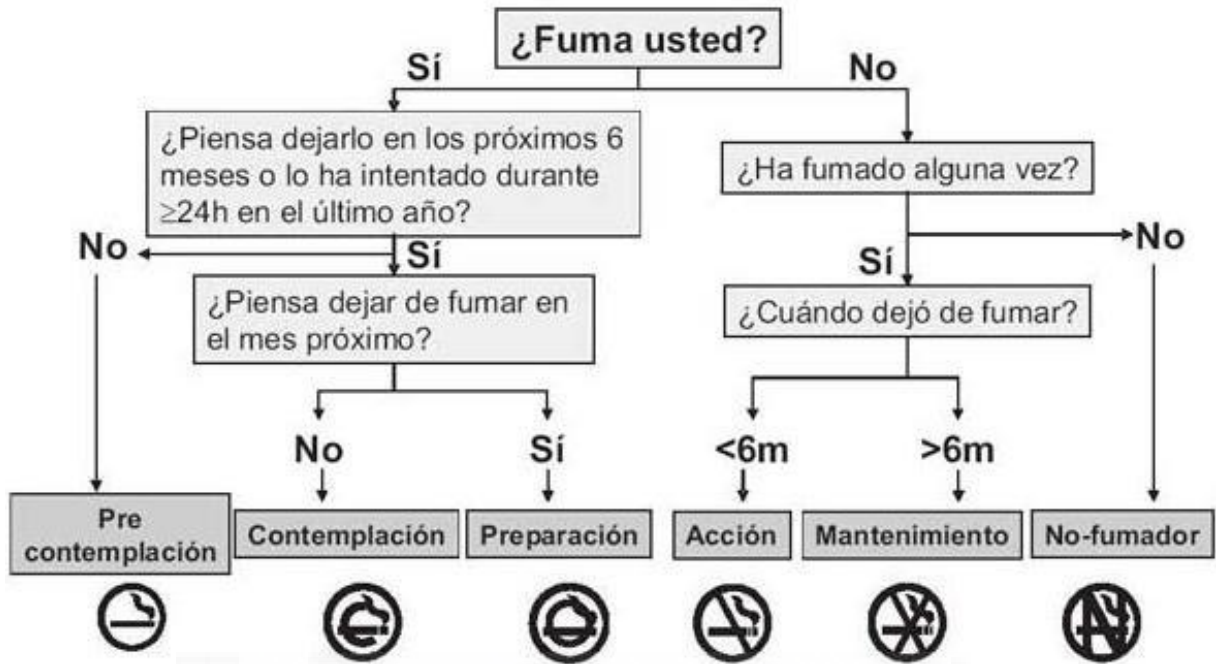 ¿Fuma usted?
Sí
No
¿Piensa dejarlo en los próximos 6
meses o lo ha intentado durante
≥24h en el último año?
¿Ha fumado alguna vez?
No
Sí
Sí
No
¿Piensa dejar de fumar en
el mes próximo?
¿Cuándo dejó de fumar?
No
Sí
<6m
>6m
Pre
contemplación
Contemplación
Preparación
Acción
Mantenimiento
No-fumador